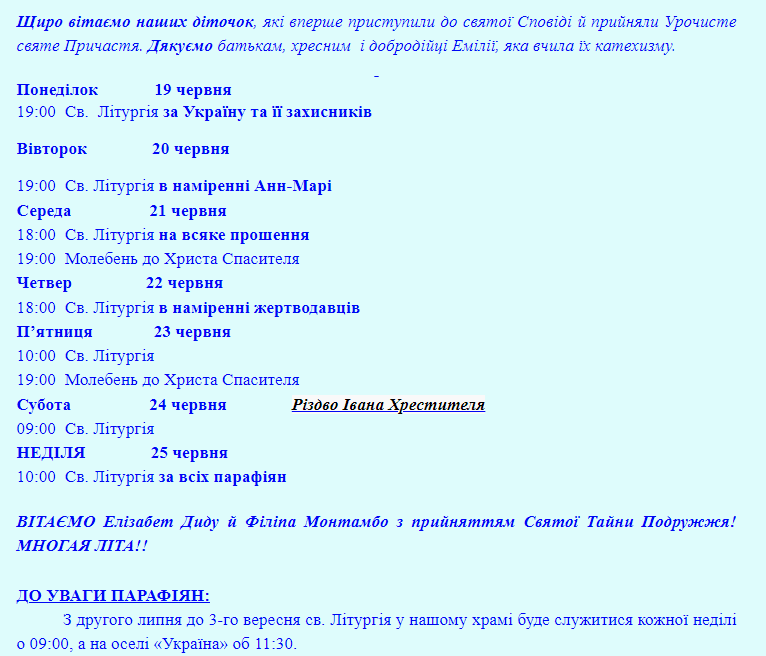 Щиро вітаємо наших діточок, які вперше приступили до святої Сповіді й прийняли Урочисте
святе Причастя. Дякуємо батькам, хресним і добродійці Емілії, яка вчила їх катехизму.
-
Понеділок 19 червня
19:00 Св. Літургія за Україну та її захисників
Вівторок 20 червня
19:00 Св. Літургія в наміренні Анн-Марі
Середа 21 червня
18:00 Св. Літургія на всяке прошення
19:00 Молебень до Христа Спасителя
Четвер 22 червня
18:00 Св. Літургія в наміренні жертводавців
П’ятниця 23 червня
10:00 Св. Літургія
19:00 Молебень до Христа Спасителя
Субота 24 червня Різдво Івана Хрестителя
09:00 Св. Літургія
НЕДІЛЯ 25 червня
10:00 Св. Літургія за всіх парафіян
ВІТАЄМО Елізабет Диду й Філіпа Монтамбо з прийняттям Святої Тайни Подружжя!
МНОГАЯ ЛІТА!!
ДО УВАГИ ПАРАФІЯН:
З другого липня до 3-го вересня св. Літургія у нашому храмі буде служитися кожної неділі
о 09:00, а на оселі «Україна» об 11:30.